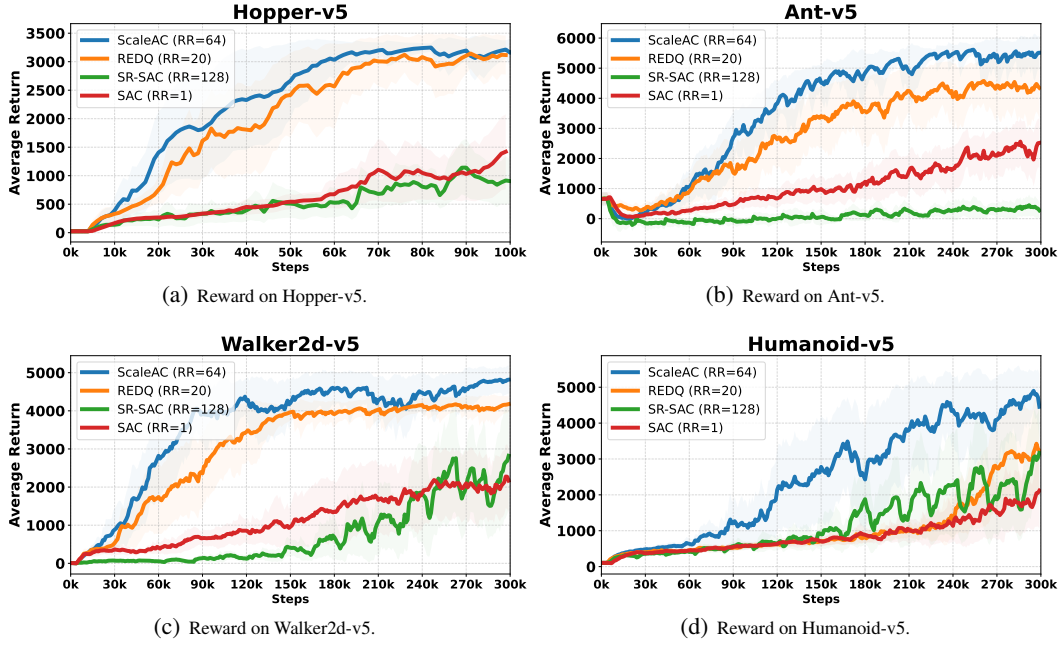 Hopper-v5
Average Return
3500
3000
2500
2000
1500
1000
500
0
ScaleAC (RR=64)
REDQ (RR=20)
SR-SAC (RR=128)
SAC (RR=1)
0k 10k 20k 30k 40k 50k 60k 70k 80k 90k 100k
Steps
(a) Reward on Hopper-v5.
Ant-v5
Average Return
6000
5000
4000
3000
2000
1000
0
ScaleAC (RR=64)
REDQ (RR=20)
SR-SAC (RR=128)
SAC (RR=1)
0k 30k 60k 90k 120k 150k 180k 210k 240k 270k 300k
Steps
(b) Reward on Ant-v5.
Walker2d-v5
Average Return
5000
4000
3000
2000
1000
0
ScaleAC (RR=64)
REDQ (RR=20)
SR-SAC (RR=128)
SAC (RR=1)
0k 30k 60k 90k 120k 150k 180k 210k 240k 270k 300k
Steps
(c) Reward on Walker2d-v5.
Humanoid-v5
Average Return
5000
4000
3000
2000
1000
0
ScaleAC (RR=64)
REDQ (RR=20)
SR-SAC (RR=128)
SAC (RR=1)
0k 30k 60k 90k 120k 150k 180k 210k 240k 270k 300k
Steps
(d) Reward on Humanoid-v5.